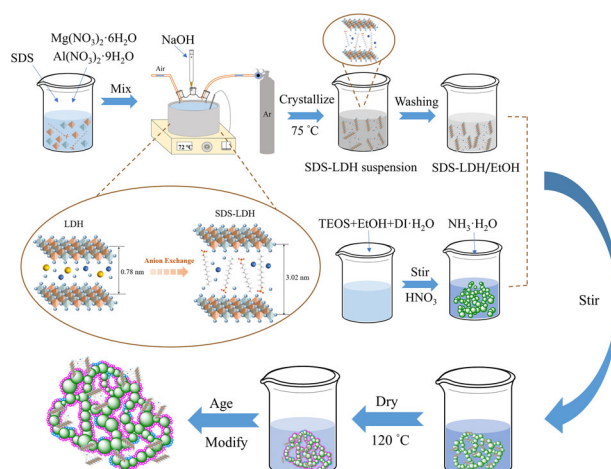 Mg(NO₃)₂·6H₂O
Al(NO₃)₂·9H₂O
SDS
Mix
NaOH
Air
Air
Ar
72℃
Crystallize
75 ℃
SDS-LDH suspension
Washing
SDS-LDH/EtOH
LDH
0.78 nm
Anion Exchange
SDS-LDH
3.02 nm
TEOS+EtOH+DI·H₂O
Stir
HNO₃
NH₃·H₂O
Stir
Age
Modify
Dry
120 ℃